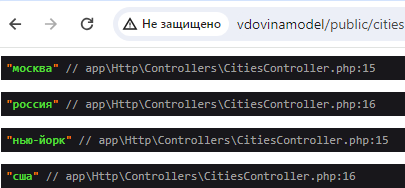 Не защищено vdovinamodel/public/cities
"москва" // app\Http\Controllers\CitiesController.php:15
"россия" // app\Http\Controllers\CitiesController.php:16
"нью-йорк" // app\Http\Controllers\CitiesController.php:15
"сша" // app\Http\Controllers\CitiesController.php:16